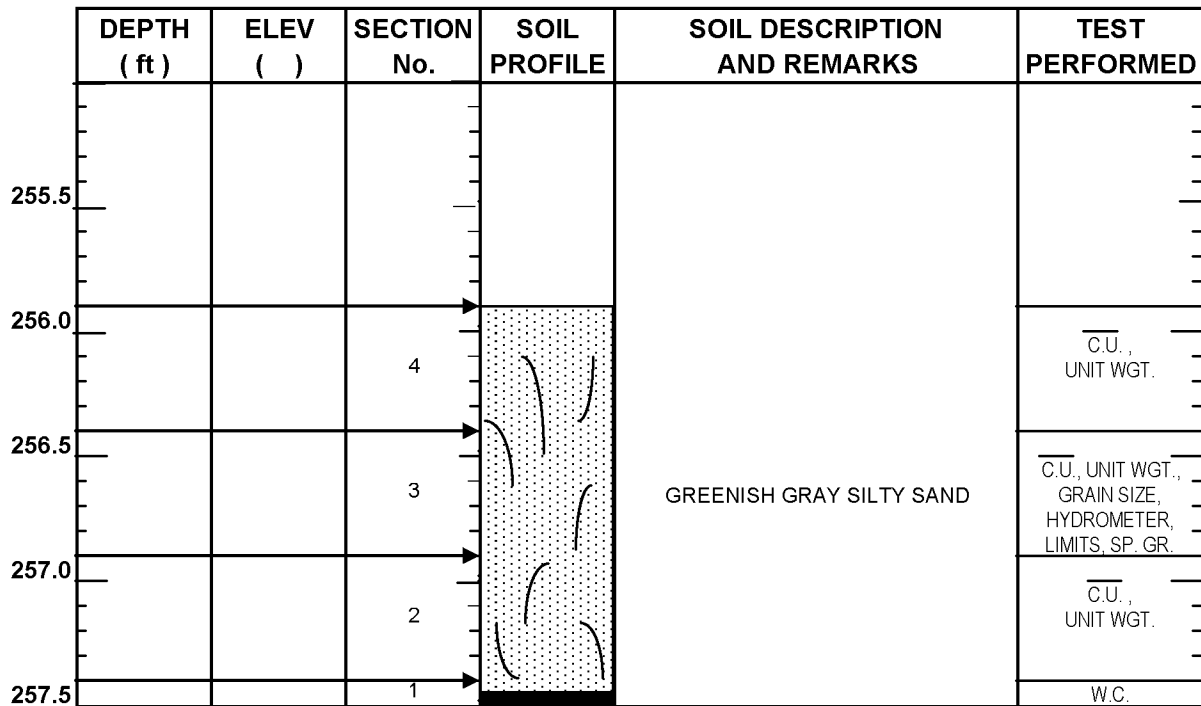 DEPTH ELEV SECTION SOIL SOIL DESCRIPTION TEST
( ft ) ( ) No. PROFILE AND REMARKS PERFORMED
255.5
256.0
C.U. ,
4 UNIT WGT.
256.5
C.U., UNIT WGT.,
3 GREENISH GRAY SILTY SAND GRAIN SIZE,
HYDROMETER,
LIMITS, SP. GR.
257.0
C.U. ,
2 UNIT WGT.
257.5 1 W.C.